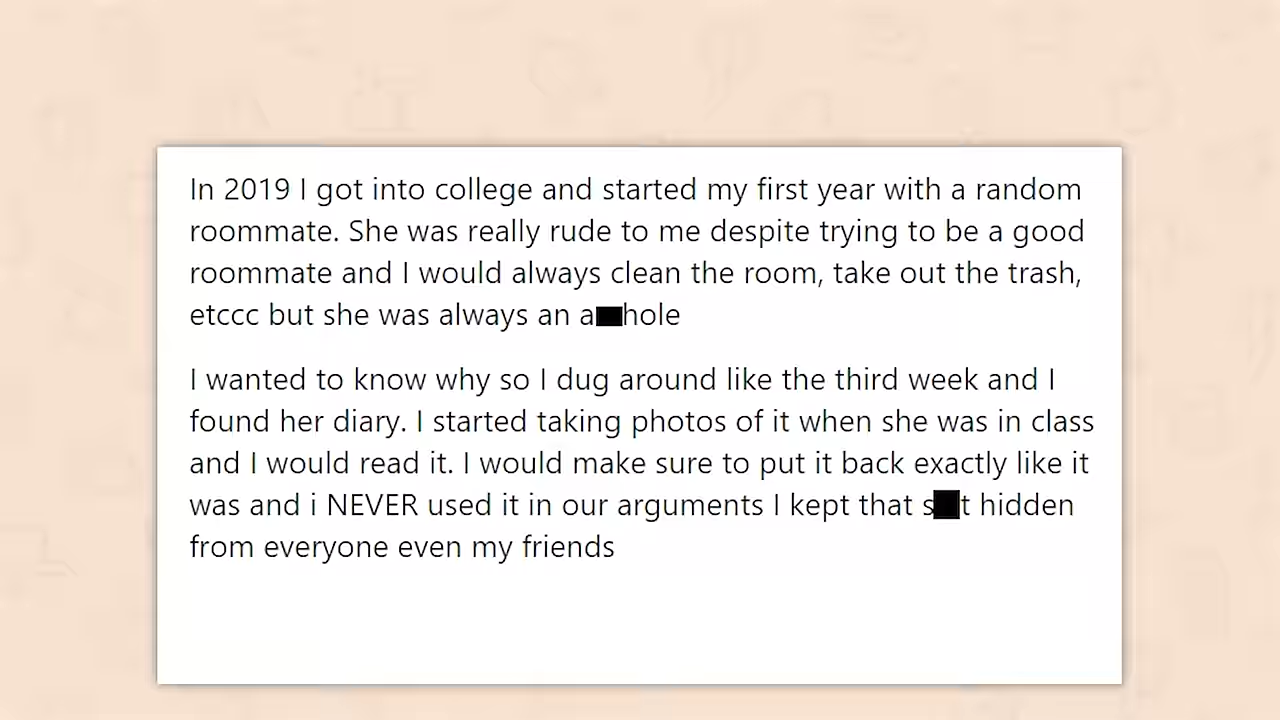 In 2019 I got into college and started my first year with a random
roommate. She was really rude to me despite trying to be a good
roommate and I would always clean the room, take out the trash,
etccc but she was always an a██hole
I wanted to know why so I dug around like the third week and I
found her diary. I started taking photos of it when she was in class
and I would read it. I would make sure to put it back exactly like it
was and i NEVER used it in our arguments I kept that s██t hidden
from everyone even my friends